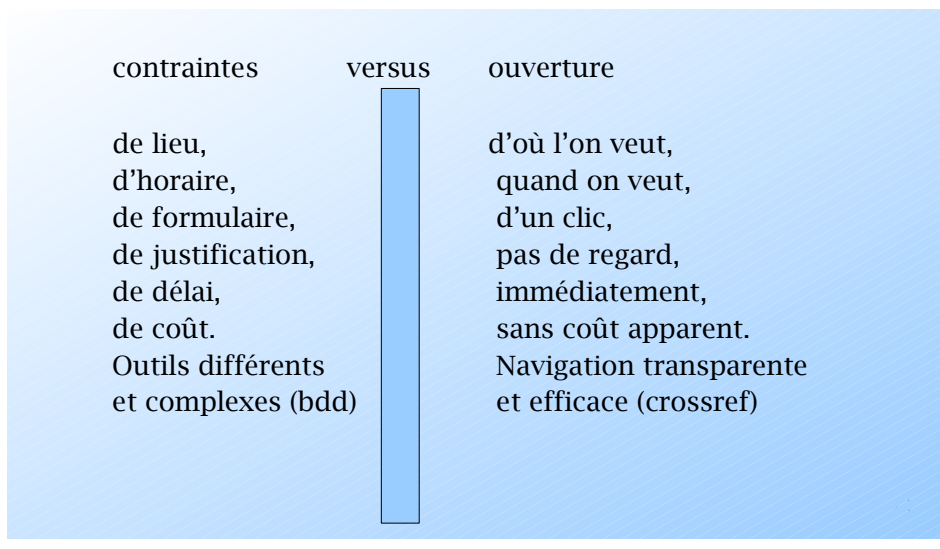 contraintes versus ouverture
de lieu, d’où l’on veut,
d’horaire, quand on veut,
de formulaire, d’un clic,
de justification, pas de regard,
de délai, immédiatement,
de coût. sans coût apparent.
Outils différents Navigation transparente
et complexes (bdd) et efficace (crossref)